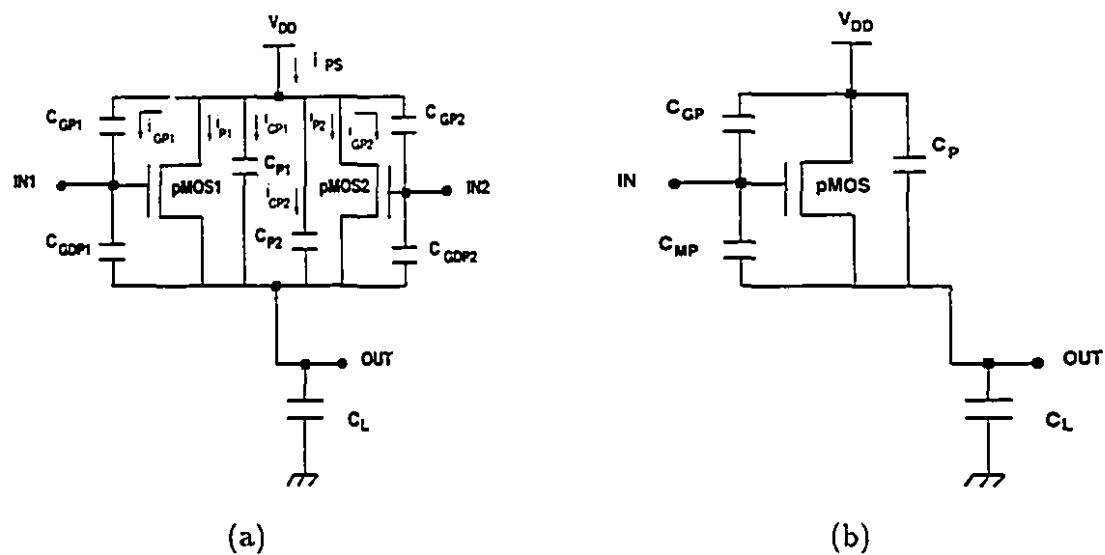 V_DD
i_PS
C_GP1
i_GP1
i_P1
i_CP1
i_P2
i_GP2
C_GP2
IN1
pMOS1
C_P1
pMOS2
IN2
i_CP2
C_GDP1
C_P2
C_GDP2
OUT
C_L
(a)
V_DD
C_GP
C_P
IN
pMOS
C_MP
OUT
C_L
(b)